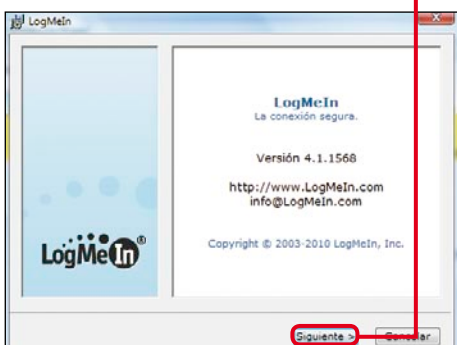 LogMeIn
LogMeIn
La conexión segura.
Versión 4.1.1568
http://www.LogMeIn.com
info@LogMeIn.com
Copyright © 2003-2010 LogMeIn, Inc.
LogMeIn®
Siguiente > Cancelar